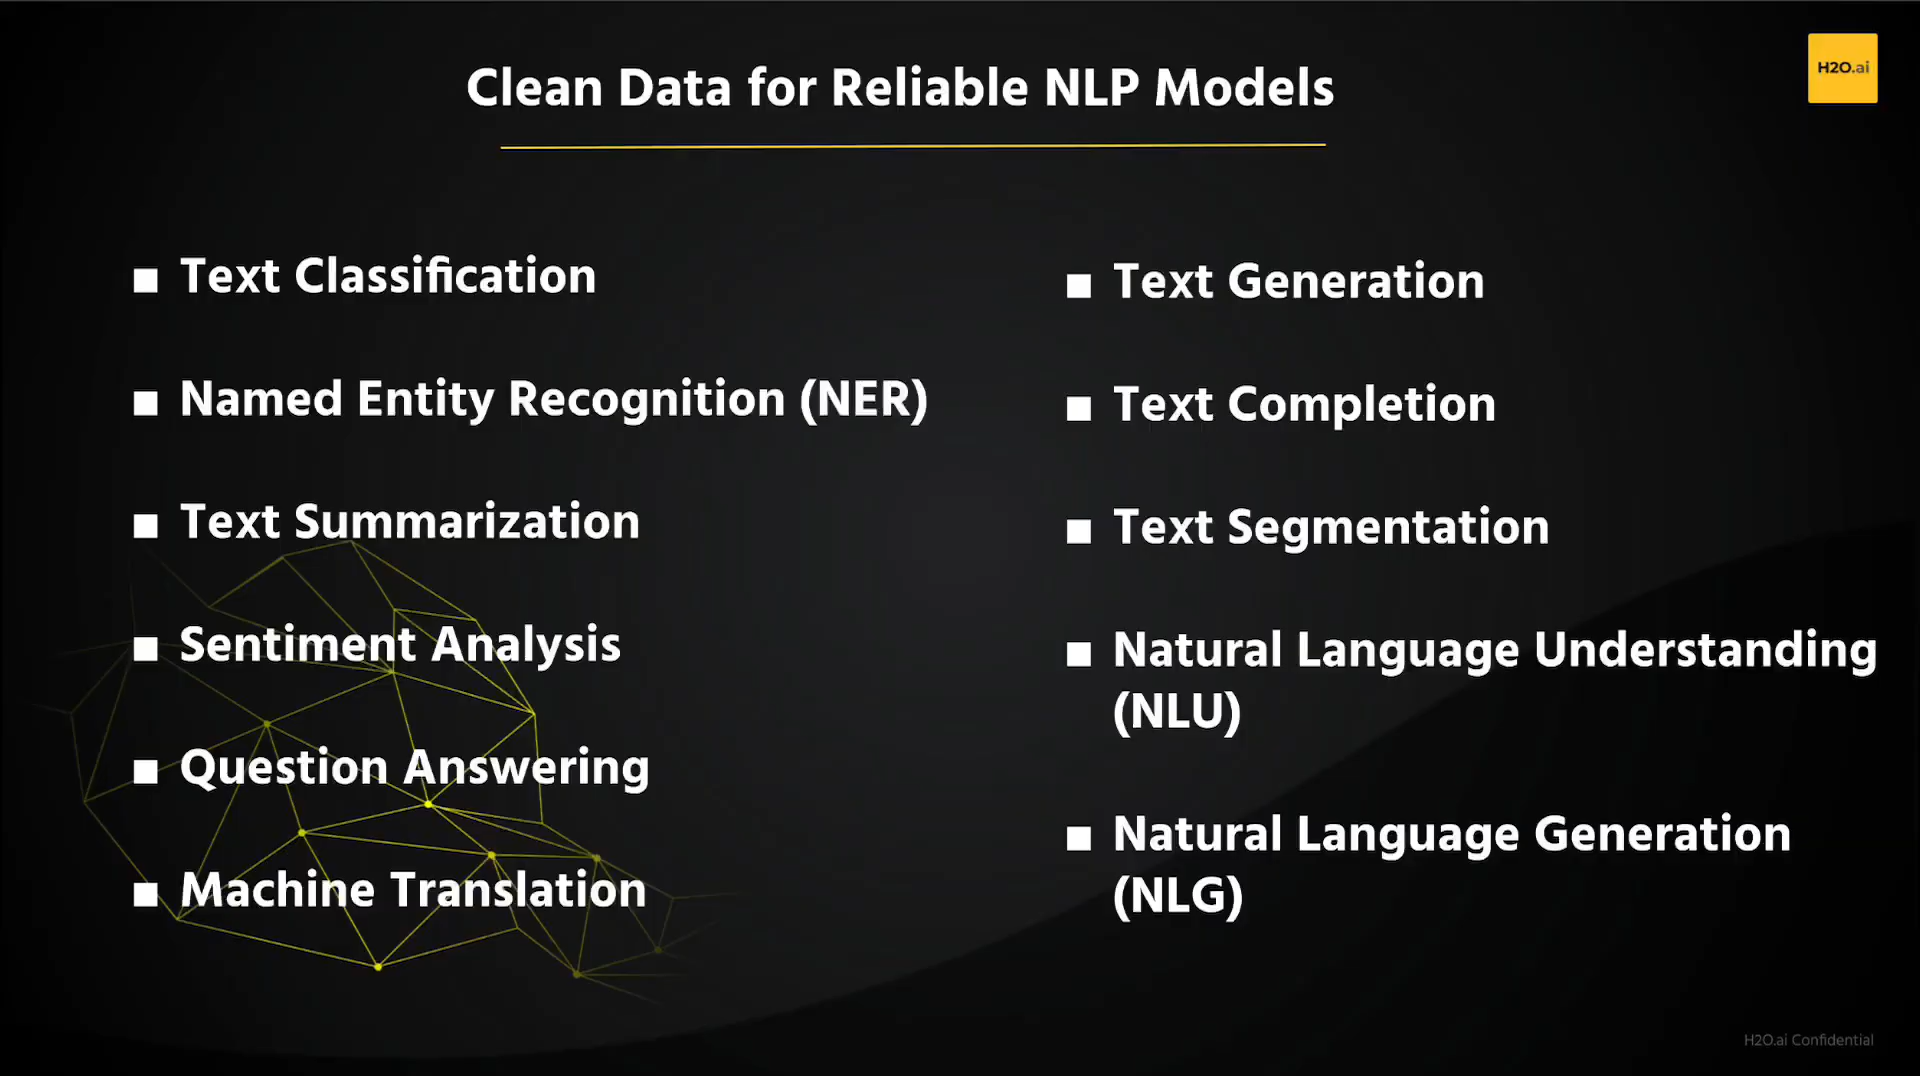 Clean Data for Reliable NLP Models
H2O.ai
■ Text Classification
■ Named Entity Recognition (NER)
■ Text Summarization
■ Sentiment Analysis
■ Question Answering
■ Machine Translation
■ Text Generation
■ Text Completion
■ Text Segmentation
■ Natural Language Understanding
(NLU)
■ Natural Language Generation
(NLG)
H2O.ai Confidential